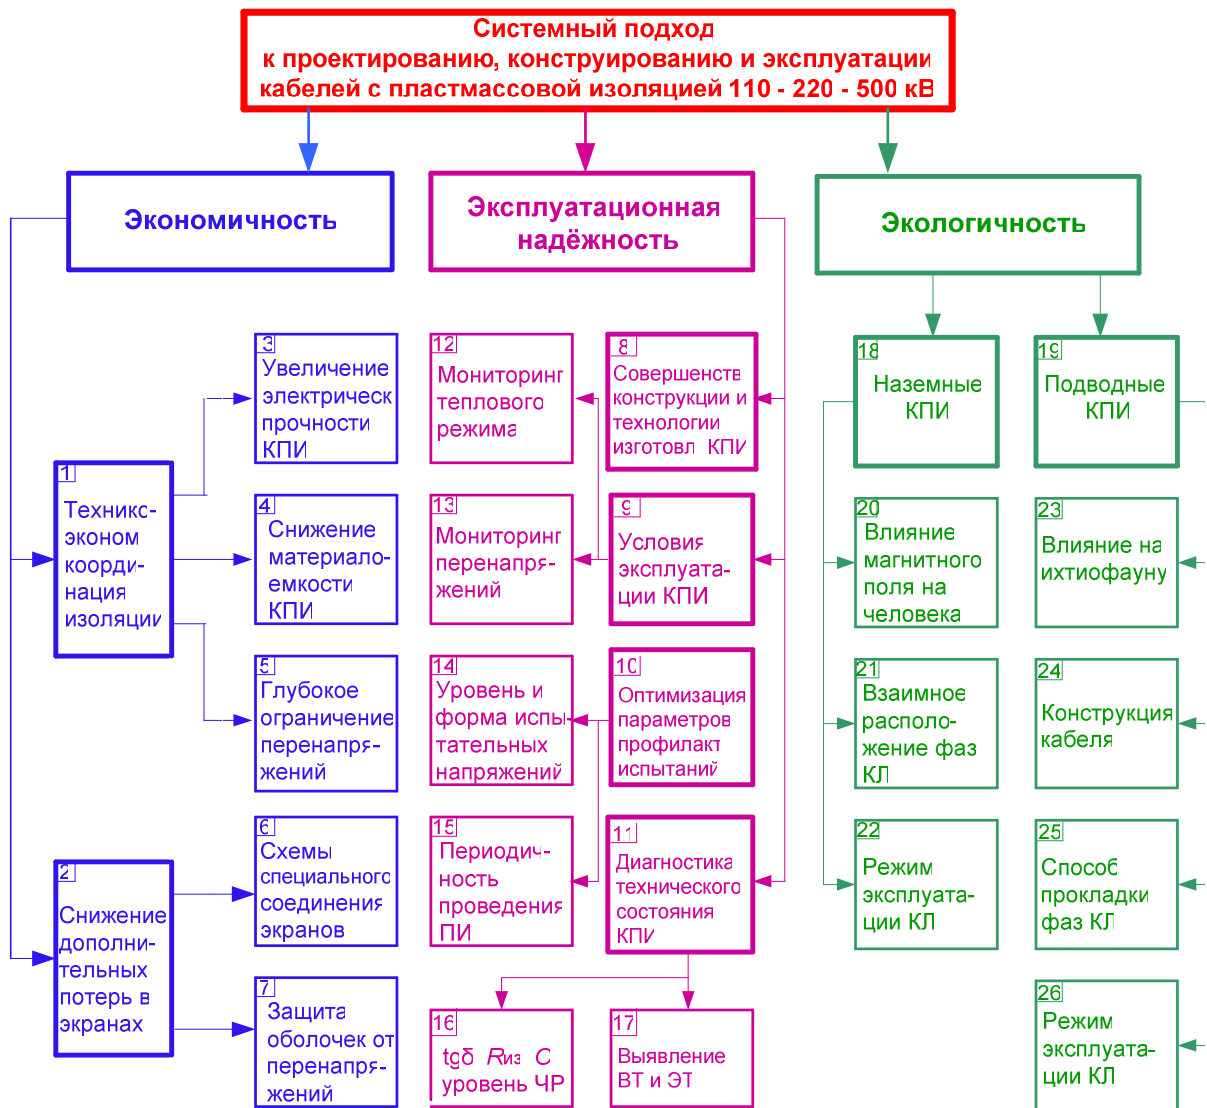 Системный подход
к проектированию, конструированию и эксплуатации
кабелей с пластмассовой изоляцией 110 - 220 - 500 кВ
Экономичность
Эксплуатационная
надёжность
Экологичность
1
Технико-
эконом
коорди-
нация
изоляции
2
Снижение
дополни-
тельных
потерь в
экранах
3
Увеличение
электрическ
прочности
КПИ
4
Снижение
материало-
емкости
КПИ
5
Глубокое
ограничение
перенапря-
жений
6
Схемы
специального
соединения
экранов
7
Защита
оболочек от
перенапря-
жений
8
Совершенств
конструкции и
технологии
изготовл КПИ
9
Условия
эксплуата-
ции КПИ
10
Оптимизация
параметров
профилакт
испытаний
11
Диагностика
технического
состояния
КПИ
12
Мониторинг
теплового
режима
13
Мониторинг
перенапря-
жений
14
Уровень и
форма испы-
тательных
напряжений
15
Периодич-
ность
проведения
ПИ
16
tgδ Rиз C
уровень ЧР
17
Выявление
ВТ и ЭТ
18
Наземные
КПИ
19
Подводные
КПИ
20
Влияние
магнитного
поля на
человека
21
Взаимное
располо-
жение фаз
КЛ
22
Режим
эксплуата-
ции КЛ
23
Влияние на
ихтиофауну
24
Конструкция
кабеля
25
Способ
прокладки
фаз КЛ
26
Режим
эксплуата-
ции КЛ